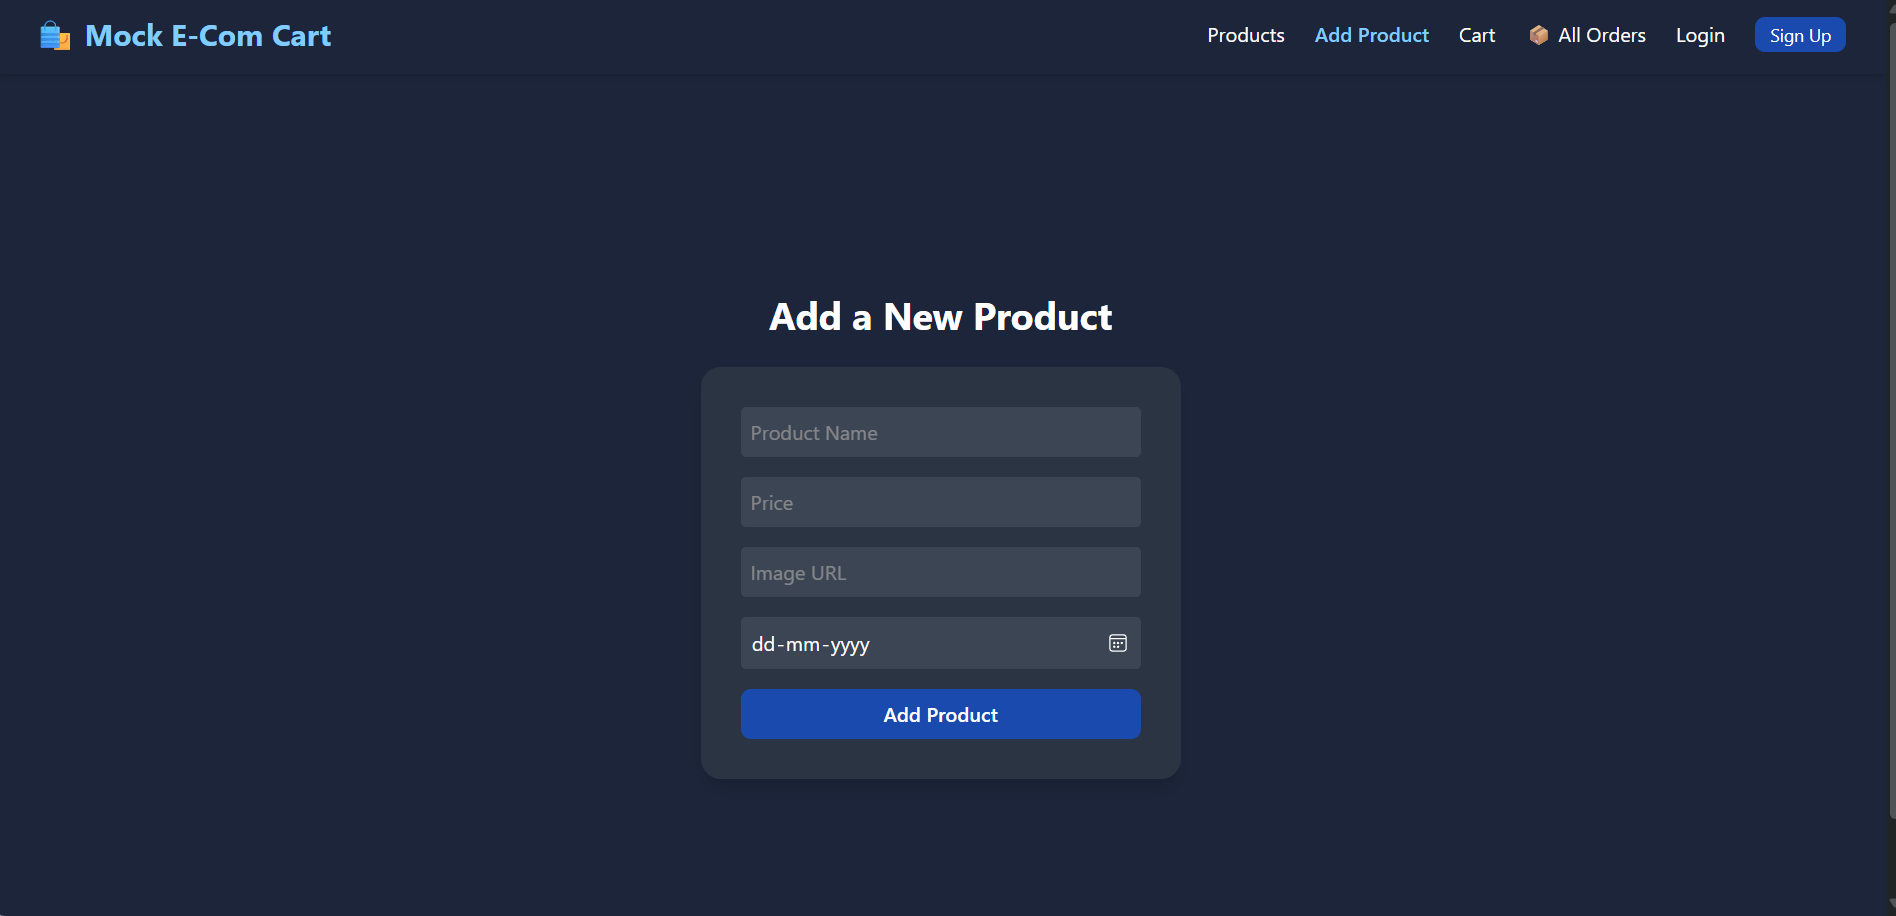 Mock E-Com Cart
Products Add Product Cart 📦 All Orders Login Sign Up
Add a New Product
Product Name
Price
Image URL
dd-mm-yyyy
Add Product